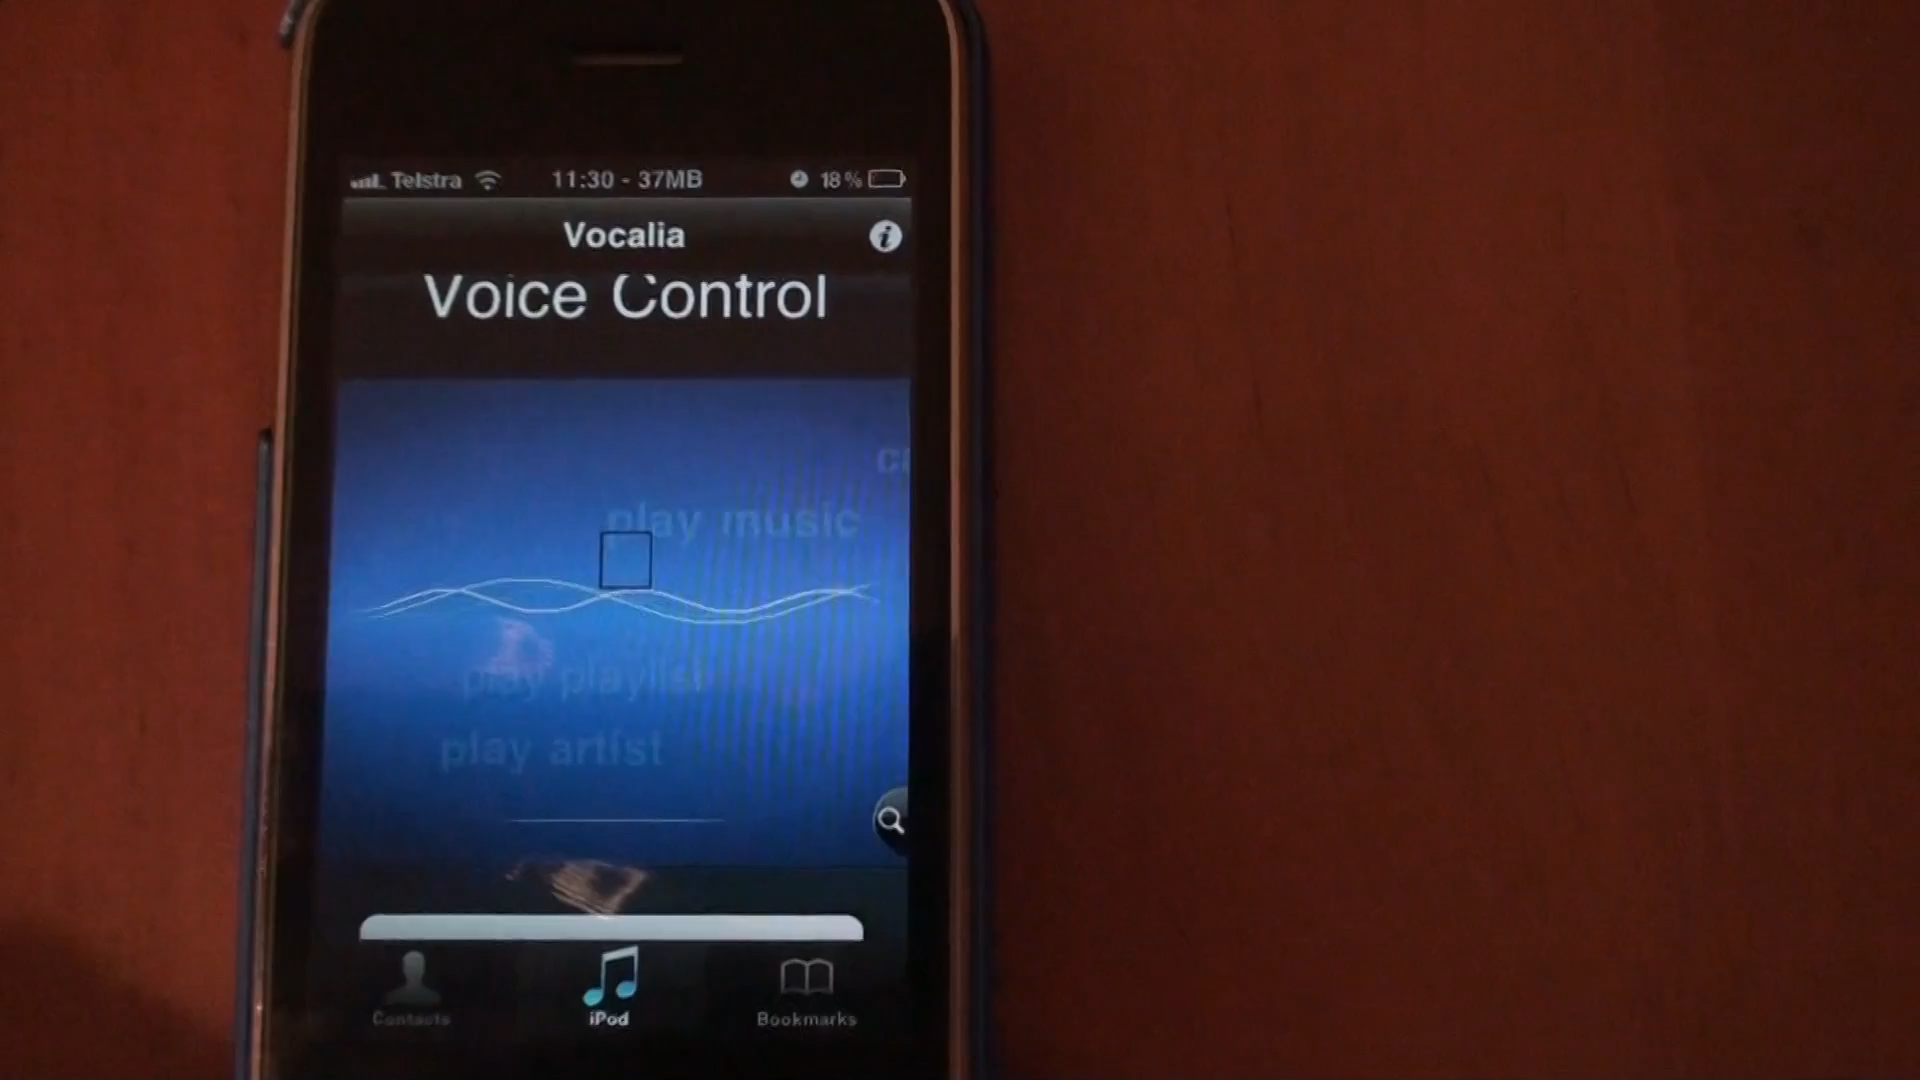 Telstra 11:30 - 37MB 18%
Vocalia
Voice Control
play music
play playlist
play artist
Contacts iPod Bookmarks